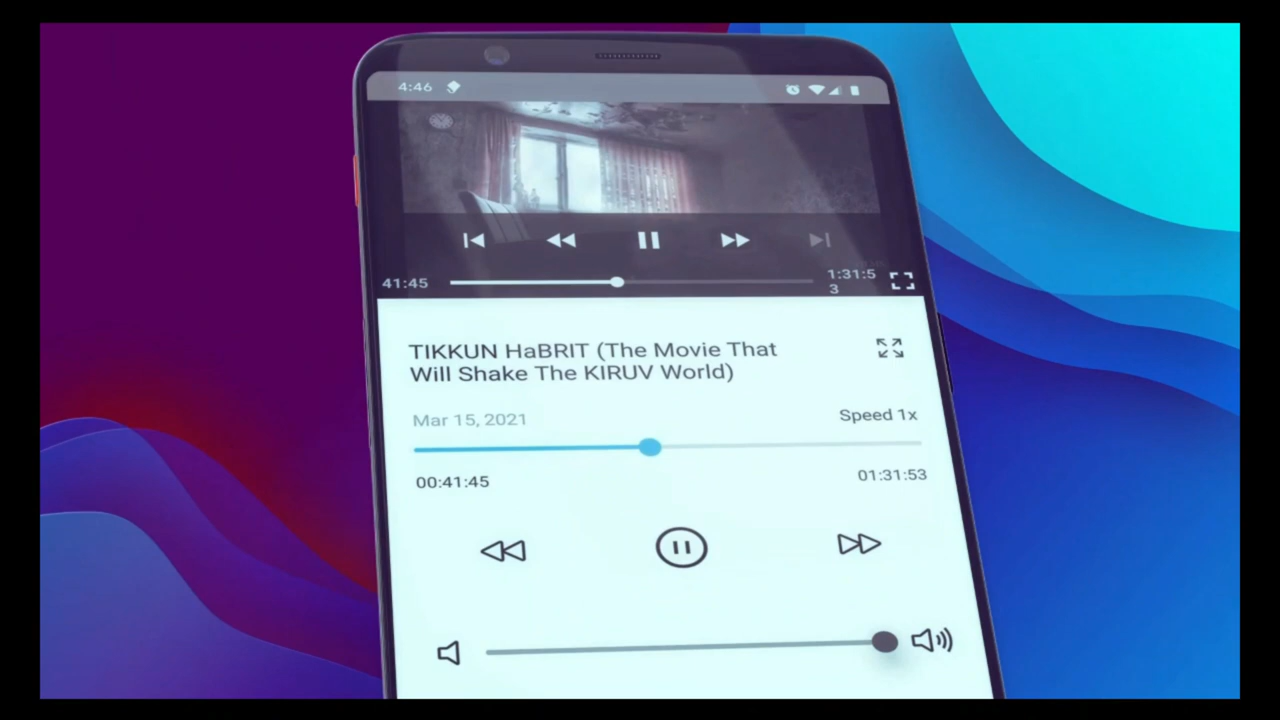 4:46
41:45
1:31:5
3
TIKKUN HaBRIT (The Movie That
Will Shake The KIRUV World)
Mar 15, 2021
Speed 1x
00:41:45
01:31:53